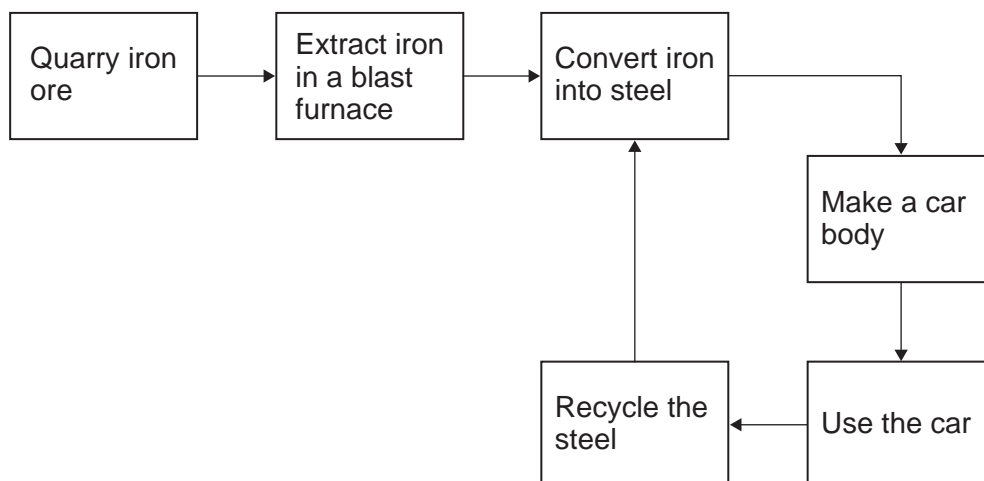 Quarry iron
ore
Extract iron
in a blast
furnace
Convert iron
into steel
Make a car
body
Use the car
Recycle the
steel